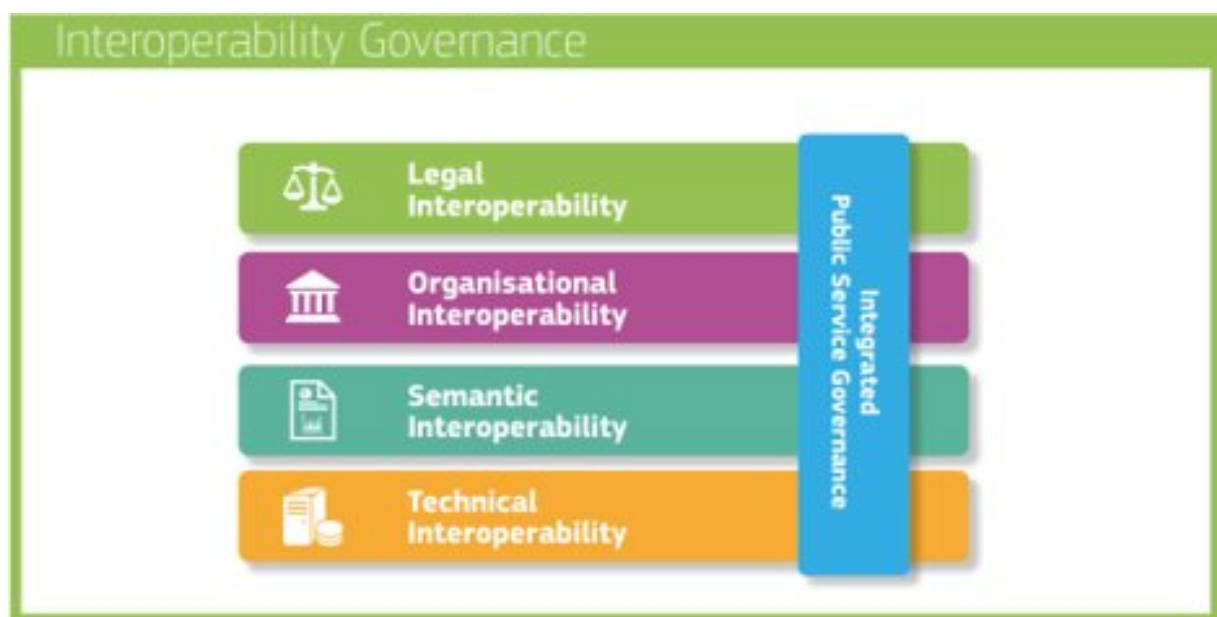 Interoperability Governance
Legal
Interoperability
Organisational
Interoperability
Semantic
Interoperability
Technical
Interoperability
Integrated
Public Service Governance